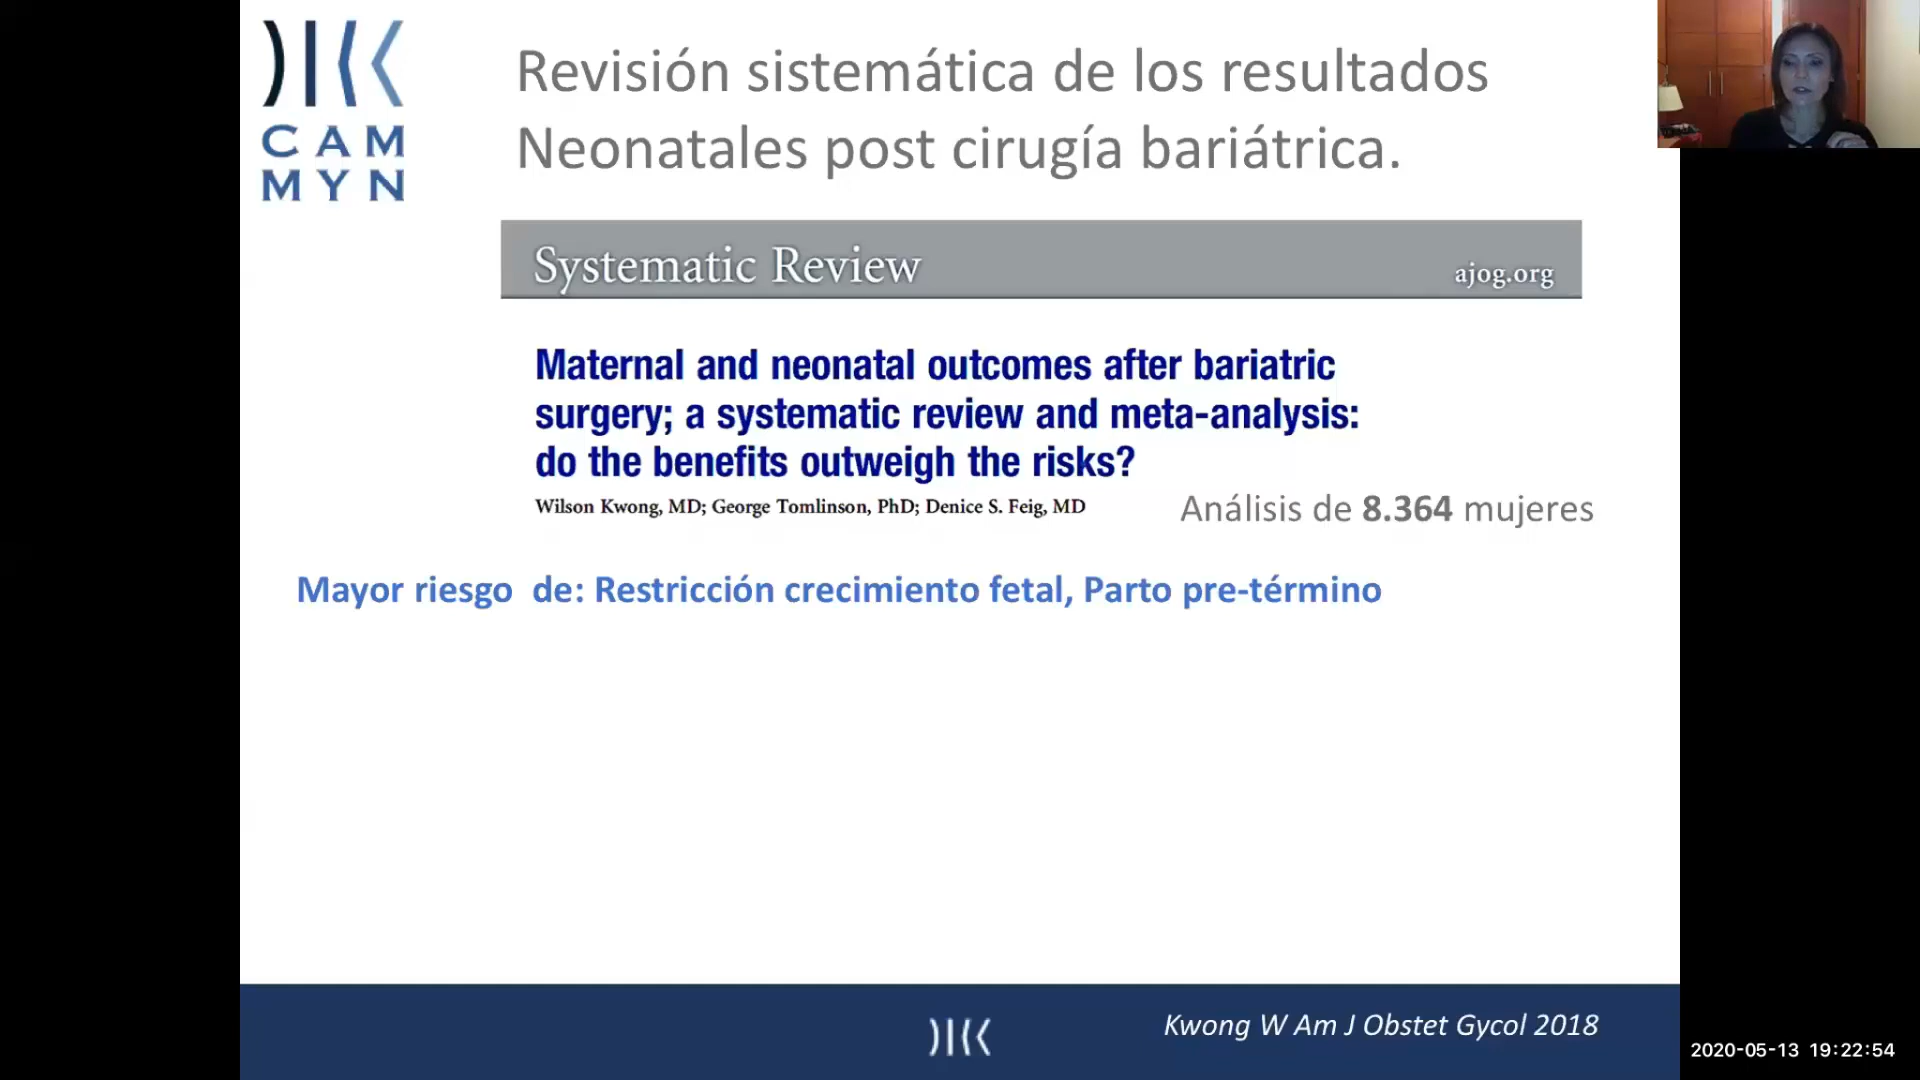 CAM
MYN
Revisión sistemática de los resultados
Neonatales post cirugía bariátrica.
Systematic Review
ajog.org
Maternal and neonatal outcomes after bariatric
surgery; a systematic review and meta-analysis:
do the benefits outweigh the risks?
Wilson Kwong, MD; George Tomlinson, PhD; Denice S. Feig, MD
Análisis de 8.364 mujeres
Mayor riesgo de: Restricción crecimiento fetal, Parto pre-término
Kwong W Am J Obstet Gycol 2018
2020-05-13 19:22:54